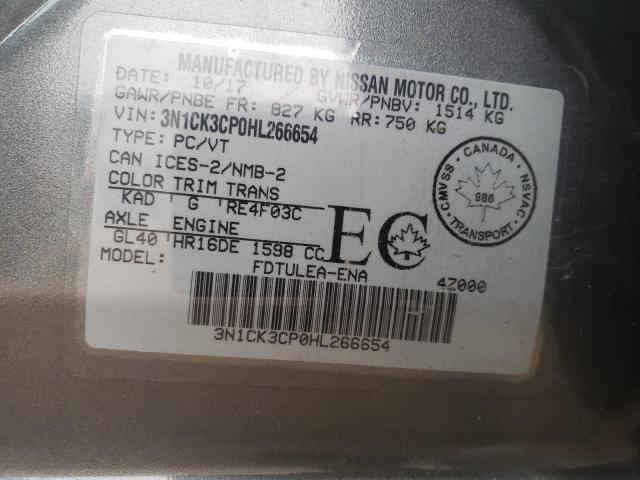 MANUFACTURED BY NISSAN MOTOR CO., LTD.
DATE: 10/17 GVWR/PNBV: 1514 KG
GAWR/PNBE FR: 827 KG RR: 750 KG
VIN: 3N1CK3CP0HL266654
TYPE: PC/VT
CAN ICES-2/NMB-2
COLOR TRIM TRANS
KAD G RE4F03C
AXLE ENGINE
GL40 HR16DE 1598 CC
MODEL: FDTULEA-ENA
4Z000
EC
CANADA
CMVSS
NSVAC
986
3N1CK3CP0HL266654